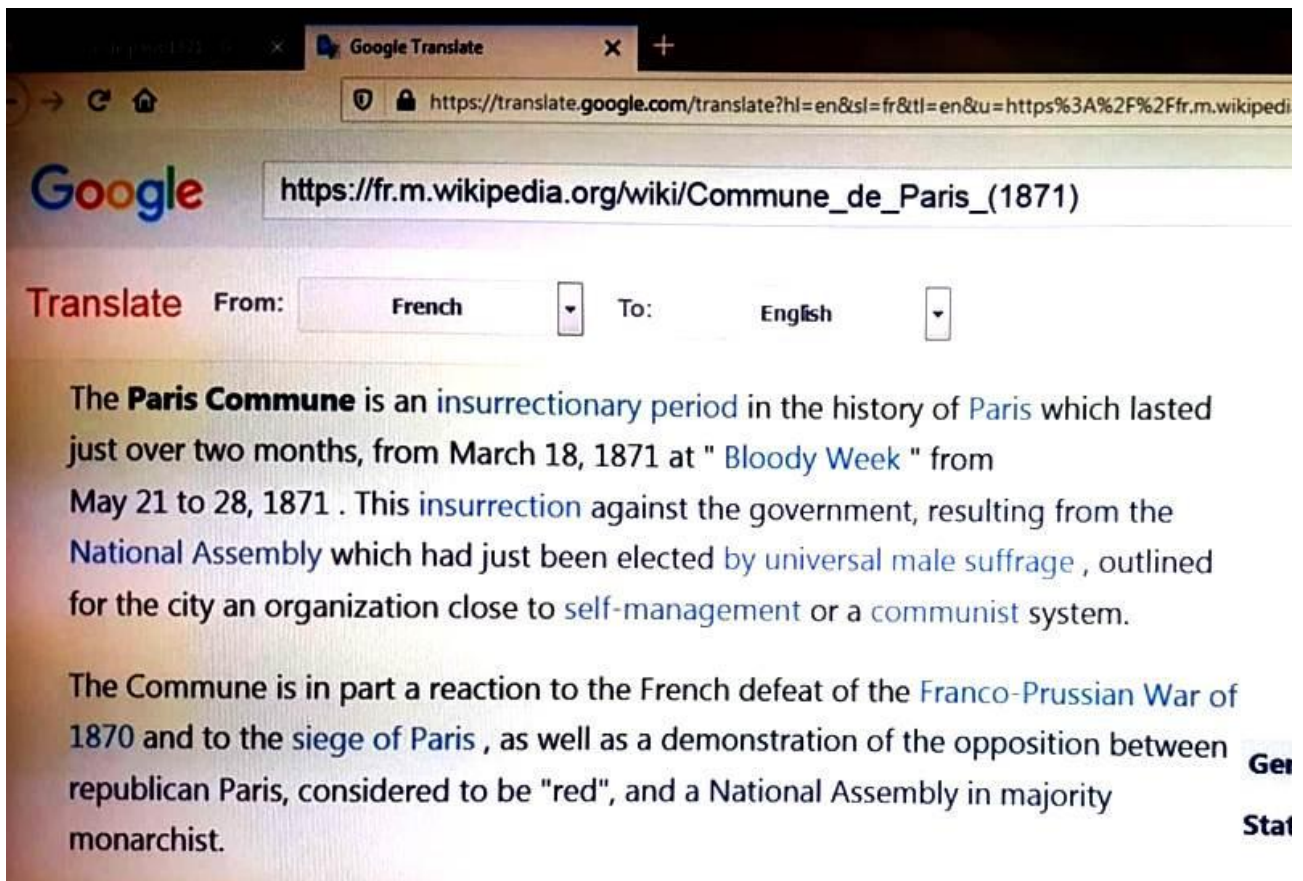 Google Translate
https://translate.google.com/translate?hl=en&sl=fr&tl=en&u=https%3A%2F%2Ffr.m.wikipedi
Google
https://fr.m.wikipedia.org/wiki/Commune_de_Paris_(1871)
Translate From: French To: English
The Paris Commune is an insurrectionary period in the history of Paris which lasted
just over two months, from March 18, 1871 at " Bloody Week " from
May 21 to 28, 1871 . This insurrection against the government, resulting from the
National Assembly which had just been elected by universal male suffrage , outlined
for the city an organization close to self-management or a communist system.
The Commune is in part a reaction to the French defeat of the Franco-Prussian War of
1870 and to the siege of Paris , as well as a demonstration of the opposition between
republican Paris, considered to be "red", and a National Assembly in majority
monarchist.
Ger
Stat